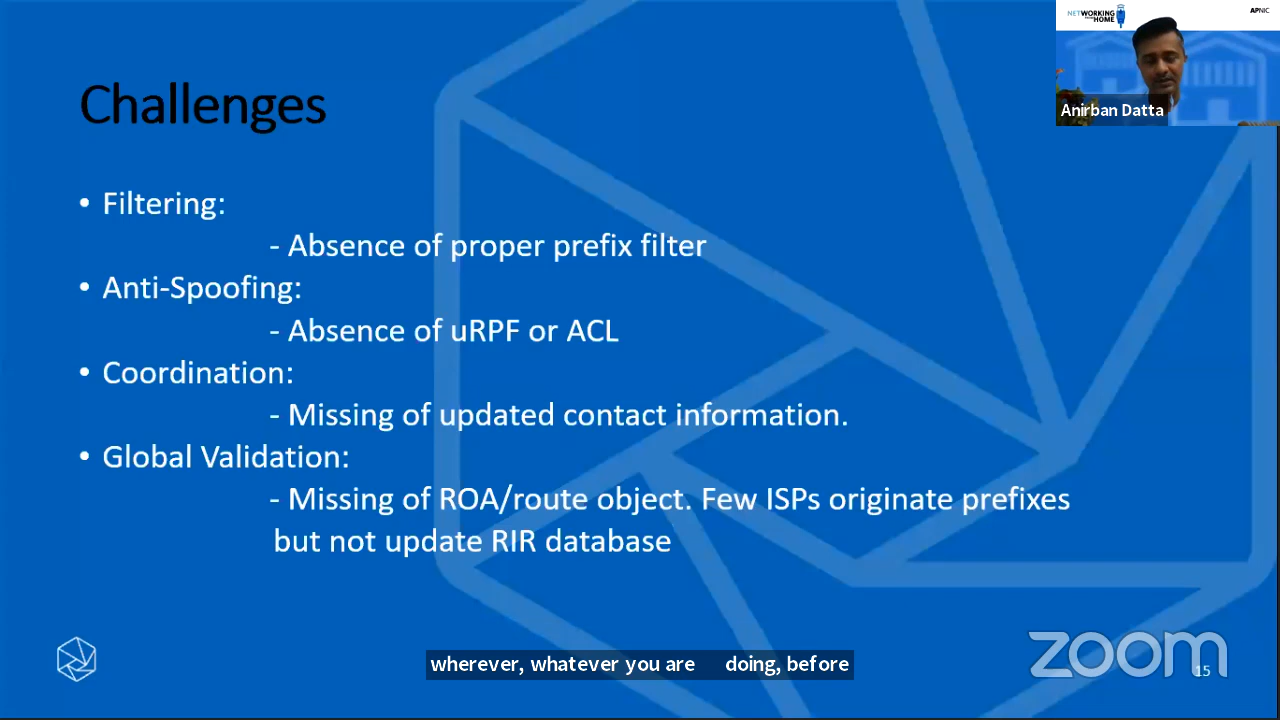 NETWORKING
HOME
APNIC
Anirban Datta
Challenges
• Filtering:
- Absence of proper prefix filter
• Anti-Spoofing:
- Absence of uRPF or ACL
• Coordination:
- Missing of updated contact information.
• Global Validation:
- Missing of ROA/route object. Few ISPs originate prefixes
but not update RIR database
wherever, whatever you are doing, before
zoom
15